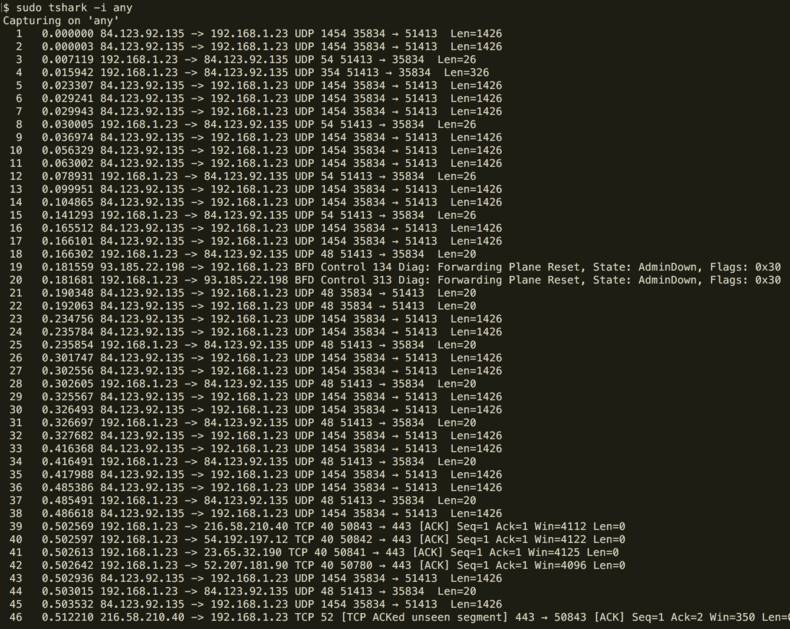 $ sudo tshark -i any
Capturing on 'any'
1 0.000000 84.123.92.135 -> 192.168.1.23 UDP 1454 35834 → 51413 Len=1426
2 0.000003 84.123.92.135 -> 192.168.1.23 UDP 1454 35834 → 51413 Len=1426
3 0.007119 192.168.1.23 -> 84.123.92.135 UDP 54 51413 → 35834 Len=26
4 0.015942 192.168.1.23 -> 84.123.92.135 UDP 354 51413 → 35834 Len=326
5 0.023307 84.123.92.135 -> 192.168.1.23 UDP 1454 35834 → 51413 Len=1426
6 0.029241 84.123.92.135 -> 192.168.1.23 UDP 1454 35834 → 51413 Len=1426
7 0.029943 84.123.92.135 -> 192.168.1.23 UDP 1454 35834 → 51413 Len=1426
8 0.030005 192.168.1.23 -> 84.123.92.135 UDP 54 51413 → 35834 Len=26
9 0.036974 84.123.92.135 -> 192.168.1.23 UDP 1454 35834 → 51413 Len=1426
10 0.056329 84.123.92.135 -> 192.168.1.23 UDP 1454 35834 → 51413 Len=1426
11 0.063002 84.123.92.135 -> 192.168.1.23 UDP 1454 35834 → 51413 Len=1426
12 0.078931 192.168.1.23 -> 84.123.92.135 UDP 54 51413 → 35834 Len=26
13 0.099951 84.123.92.135 -> 192.168.1.23 UDP 1454 35834 → 51413 Len=1426
14 0.104865 84.123.92.135 -> 192.168.1.23 UDP 1454 35834 → 51413 Len=1426
15 0.141293 192.168.1.23 -> 84.123.92.135 UDP 54 51413 → 35834 Len=26
16 0.165512 84.123.92.135 -> 192.168.1.23 UDP 1454 35834 → 51413 Len=1426
17 0.166101 84.123.92.135 -> 192.168.1.23 UDP 1454 35834 → 51413 Len=1426
18 0.166302 192.168.1.23 -> 84.123.92.135 UDP 48 51413 → 35834 Len=20
19 0.181559 93.185.22.198 -> 192.168.1.23 BFD Control 134 Diag: Forwarding Plane Reset, State: AdminDown, Flags: 0x30
20 0.181681 192.168.1.23 -> 93.185.22.198 BFD Control 313 Diag: Forwarding Plane Reset, State: AdminDown, Flags: 0x30
21 0.190348 84.123.92.135 -> 192.168.1.23 UDP 48 35834 → 51413 Len=20
22 0.192063 84.123.92.135 -> 192.168.1.23 UDP 48 35834 → 51413 Len=20
23 0.234756 84.123.92.135 -> 192.168.1.23 UDP 1454 35834 → 51413 Len=1426
24 0.235784 84.123.92.135 -> 192.168.1.23 UDP 1454 35834 → 51413 Len=1426
25 0.235854 192.168.1.23 -> 84.123.92.135 UDP 48 51413 → 35834 Len=20
26 0.301747 84.123.92.135 -> 192.168.1.23 UDP 1454 35834 → 51413 Len=1426
27 0.302556 84.123.92.135 -> 192.168.1.23 UDP 1454 35834 → 51413 Len=1426
28 0.302605 192.168.1.23 -> 84.123.92.135 UDP 48 51413 → 35834 Len=20
29 0.325567 84.123.92.135 -> 192.168.1.23 UDP 1454 35834 → 51413 Len=1426
30 0.326493 84.123.92.135 -> 192.168.1.23 UDP 1454 35834 → 51413 Len=1426
31 0.326697 192.168.1.23 -> 84.123.92.135 UDP 48 51413 → 35834 Len=20
32 0.327682 84.123.92.135 -> 192.168.1.23 UDP 1454 35834 → 51413 Len=1426
33 0.416368 84.123.92.135 -> 192.168.1.23 UDP 1454 35834 → 51413 Len=1426
34 0.416491 192.168.1.23 -> 84.123.92.135 UDP 48 51413 → 35834 Len=20
35 0.417988 84.123.92.135 -> 192.168.1.23 UDP 1454 35834 → 51413 Len=1426
36 0.485386 84.123.92.135 -> 192.168.1.23 UDP 1454 35834 → 51413 Len=1426
37 0.485491 192.168.1.23 -> 84.123.92.135 UDP 48 51413 → 35834 Len=20
38 0.486618 84.123.92.135 -> 192.168.1.23 UDP 1454 35834 → 51413 Len=1426
39 0.502569 192.168.1.23 -> 216.58.210.40 TCP 40 50843 → 443 [ACK] Seq=1 Ack=1 Win=4112 Len=0
40 0.502597 192.168.1.23 -> 54.192.197.12 TCP 40 50842 → 443 [ACK] Seq=1 Ack=1 Win=4122 Len=0
41 0.502613 192.168.1.23 -> 23.65.32.190 TCP 40 50841 → 443 [ACK] Seq=1 Ack=1 Win=4125 Len=0
42 0.502642 192.168.1.23 -> 52.207.181.90 TCP 40 50780 → 443 [ACK] Seq=1 Ack=1 Win=4096 Len=0
43 0.502936 84.123.92.135 -> 192.168.1.23 UDP 1454 35834 → 51413 Len=1426
44 0.503015 192.168.1.23 -> 84.123.92.135 UDP 48 51413 → 35834 Len=20
45 0.503532 84.123.92.135 -> 192.168.1.23 UDP 1454 35834 → 51413 Len=1426
46 0.512210 216.58.210.40 -> 192.168.1.23 TCP 52 [TCP ACKed unseen segment] 443 → 50843 [ACK] Seq=1 Ack=2 Win=350 Len=0